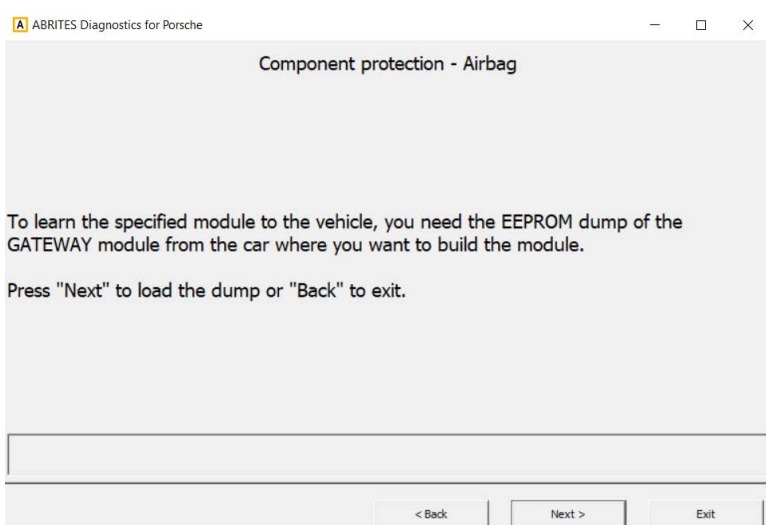 A ABRITES Diagnostics for Porsche
Component protection - Airbag
To learn the specified module to the vehicle, you need the EEPROM dump of the
GATEWAY module from the car where you want to build the module.
Press "Next" to load the dump or "Back" to exit.
< Back
Next >
Exit